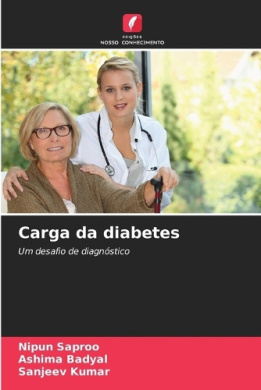 edições
NOSSO CONHECIMENTO
Carga da diabetes
Um desafio de diagnóstico
Nipun Saproo
Ashima Badyal
Sanjeev Kumar